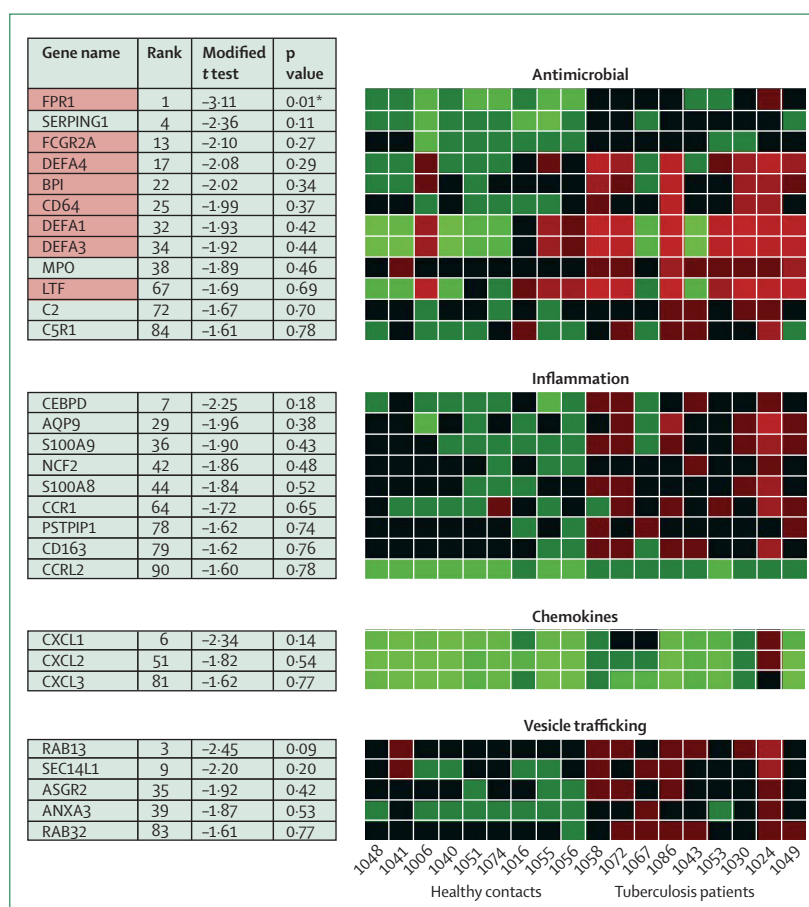 Gene name Rank Modified t test p value
Antimicrobial
FPR1 1 –3·11 0·01*
SERPING1 4 –2·36 0·11
FCGR2A 13 –2·10 0·27
DEFA4 17 –2·08 0·29
BPI 22 –2·02 0·34
CD64 25 –1·99 0·37
DEFA1 32 –1·93 0·42
DEFA3 34 –1·92 0·44
MPO 38 –1·89 0·46
LTF 67 –1·69 0·69
C2 72 –1·67 0·70
C5R1 84 –1·61 0·78
Inflammation
CEBPD 7 –2·25 0·18
AQP9 29 –1·96 0·38
S100A9 36 –1·90 0·43
NCF2 42 –1·86 0·48
S100A8 44 –1·84 0·52
CCR1 64 –1·72 0·65
PSTPIP1 78 –1·62 0·74
CD163 79 –1·62 0·76
CCRL2 90 –1·60 0·78
Chemokines
CXCL1 6 –2·34 0·14
CXCL2 51 –1·82 0·54
CXCL3 81 –1·62 0·77
Vesicle trafficking
RAB13 3 –2·45 0·09
SEC14L1 9 –2·20 0·20
ASGR2 35 –1·92 0·42
ANXA3 39 –1·87 0·53
RAB32 83 –1·61 0·77
1048 1041 1006 1040 1051 1074 1016 1055 1056 1058 1072 1067 1086 1043 1053 1030 1024 1049
Healthy contacts Tuberculosis patients